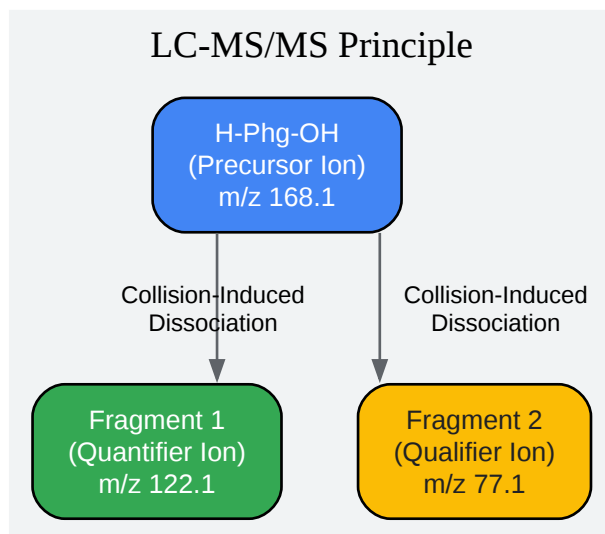 LC-MS/MS Principle
H-Phg-OH
(Precursor Ion)
m/z 168.1
Collision-Induced
Dissociation
Collision-Induced
Dissociation
Fragment 1
(Quantifier Ion)
m/z 122.1
Fragment 2
(Qualifier Ion)
m/z 77.1